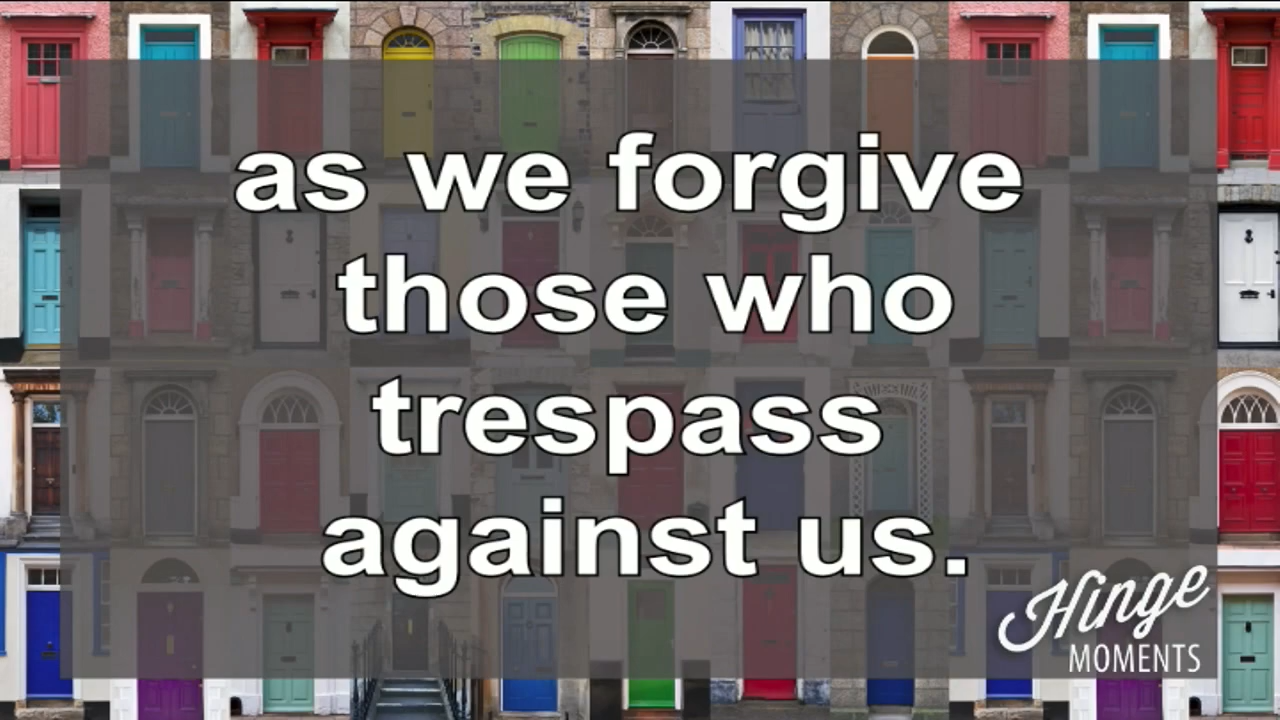 as we forgive
those who
trespass
against us.
Hinge
MOMENTS